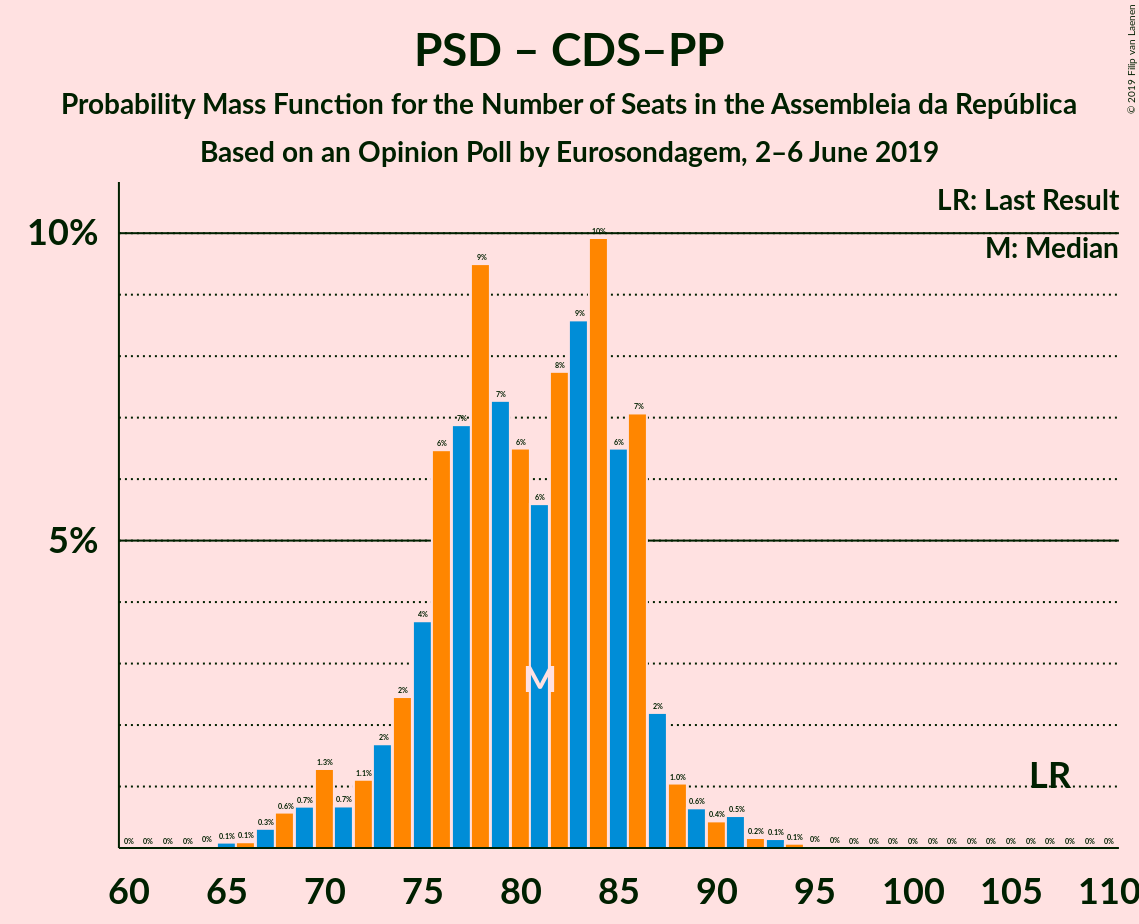 PSD – CDS–PP
Probability Mass Function for the Number of Seats in the Assembleia da República
Based on an Opinion Poll by Eurosondagem, 2–6 June 2019
© 2019 Filip van Laenen
LR: Last Result
M: Median
10%
5%
0% 0% 0% 0% 0% 0.1% 0.1% 0.3% 0.6% 0.7% 1.3% 0.7% 1.1% 2% 2% 4% 6% 7% 9% 7% 6% 6% 8% 9% 10% 6% 7% 2% 1.0% 0.6% 0.4% 0.5% 0.2% 0.1% 0.1% 0% 0% 0% 0% 0% 0% 0% 0% 0% 0% 0% 0% 0% 0% 0% 0%
M
LR
60 65 70 75 80 85 90 95 100 105 110